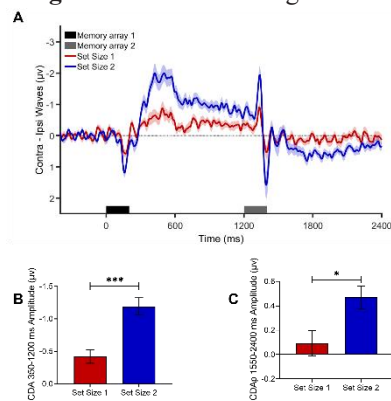 A
Memory array 1
Memory array 2
Set Size 1
Set Size 2
Contra - Ipsi Waves (μv)
-3
-2
-1
0
1
2
0
600
1200
1800
2400
Time (ms)
B
***
CDA 350-1200 ms Amplitude (μv)
-1.5
-1.0
-0.5
0.0
Set Size 1
Set Size 2
C
*
CDAp 1550-2400 ms Amplitude (μv)
0.6
0.4
0.2
0.0
-0.2
Set Size 1
Set Size 2